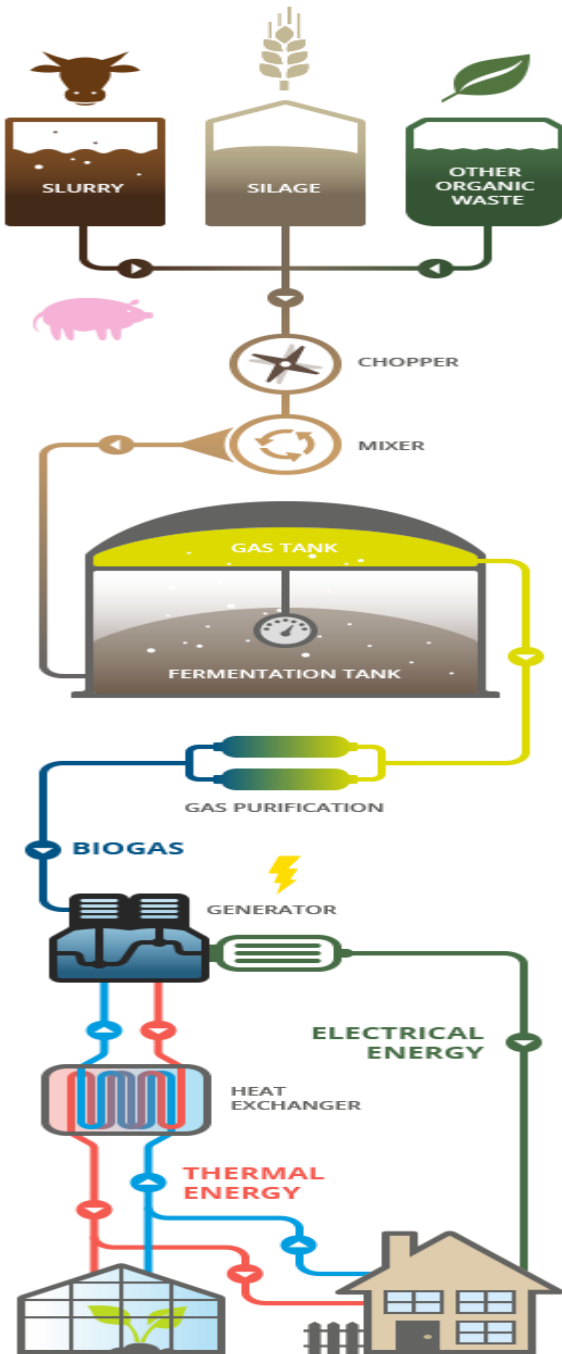 SLURRY
SILAGE
OTHER
ORGANIC
WASTE
CHOPPER
MIXER
GAS TANK
FERMENTATION TANK
GAS PURIFICATION
BIOGAS
GENERATOR
ELECTRICAL
ENERGY
HEAT
EXCHANGER
THERMAL
ENERGY